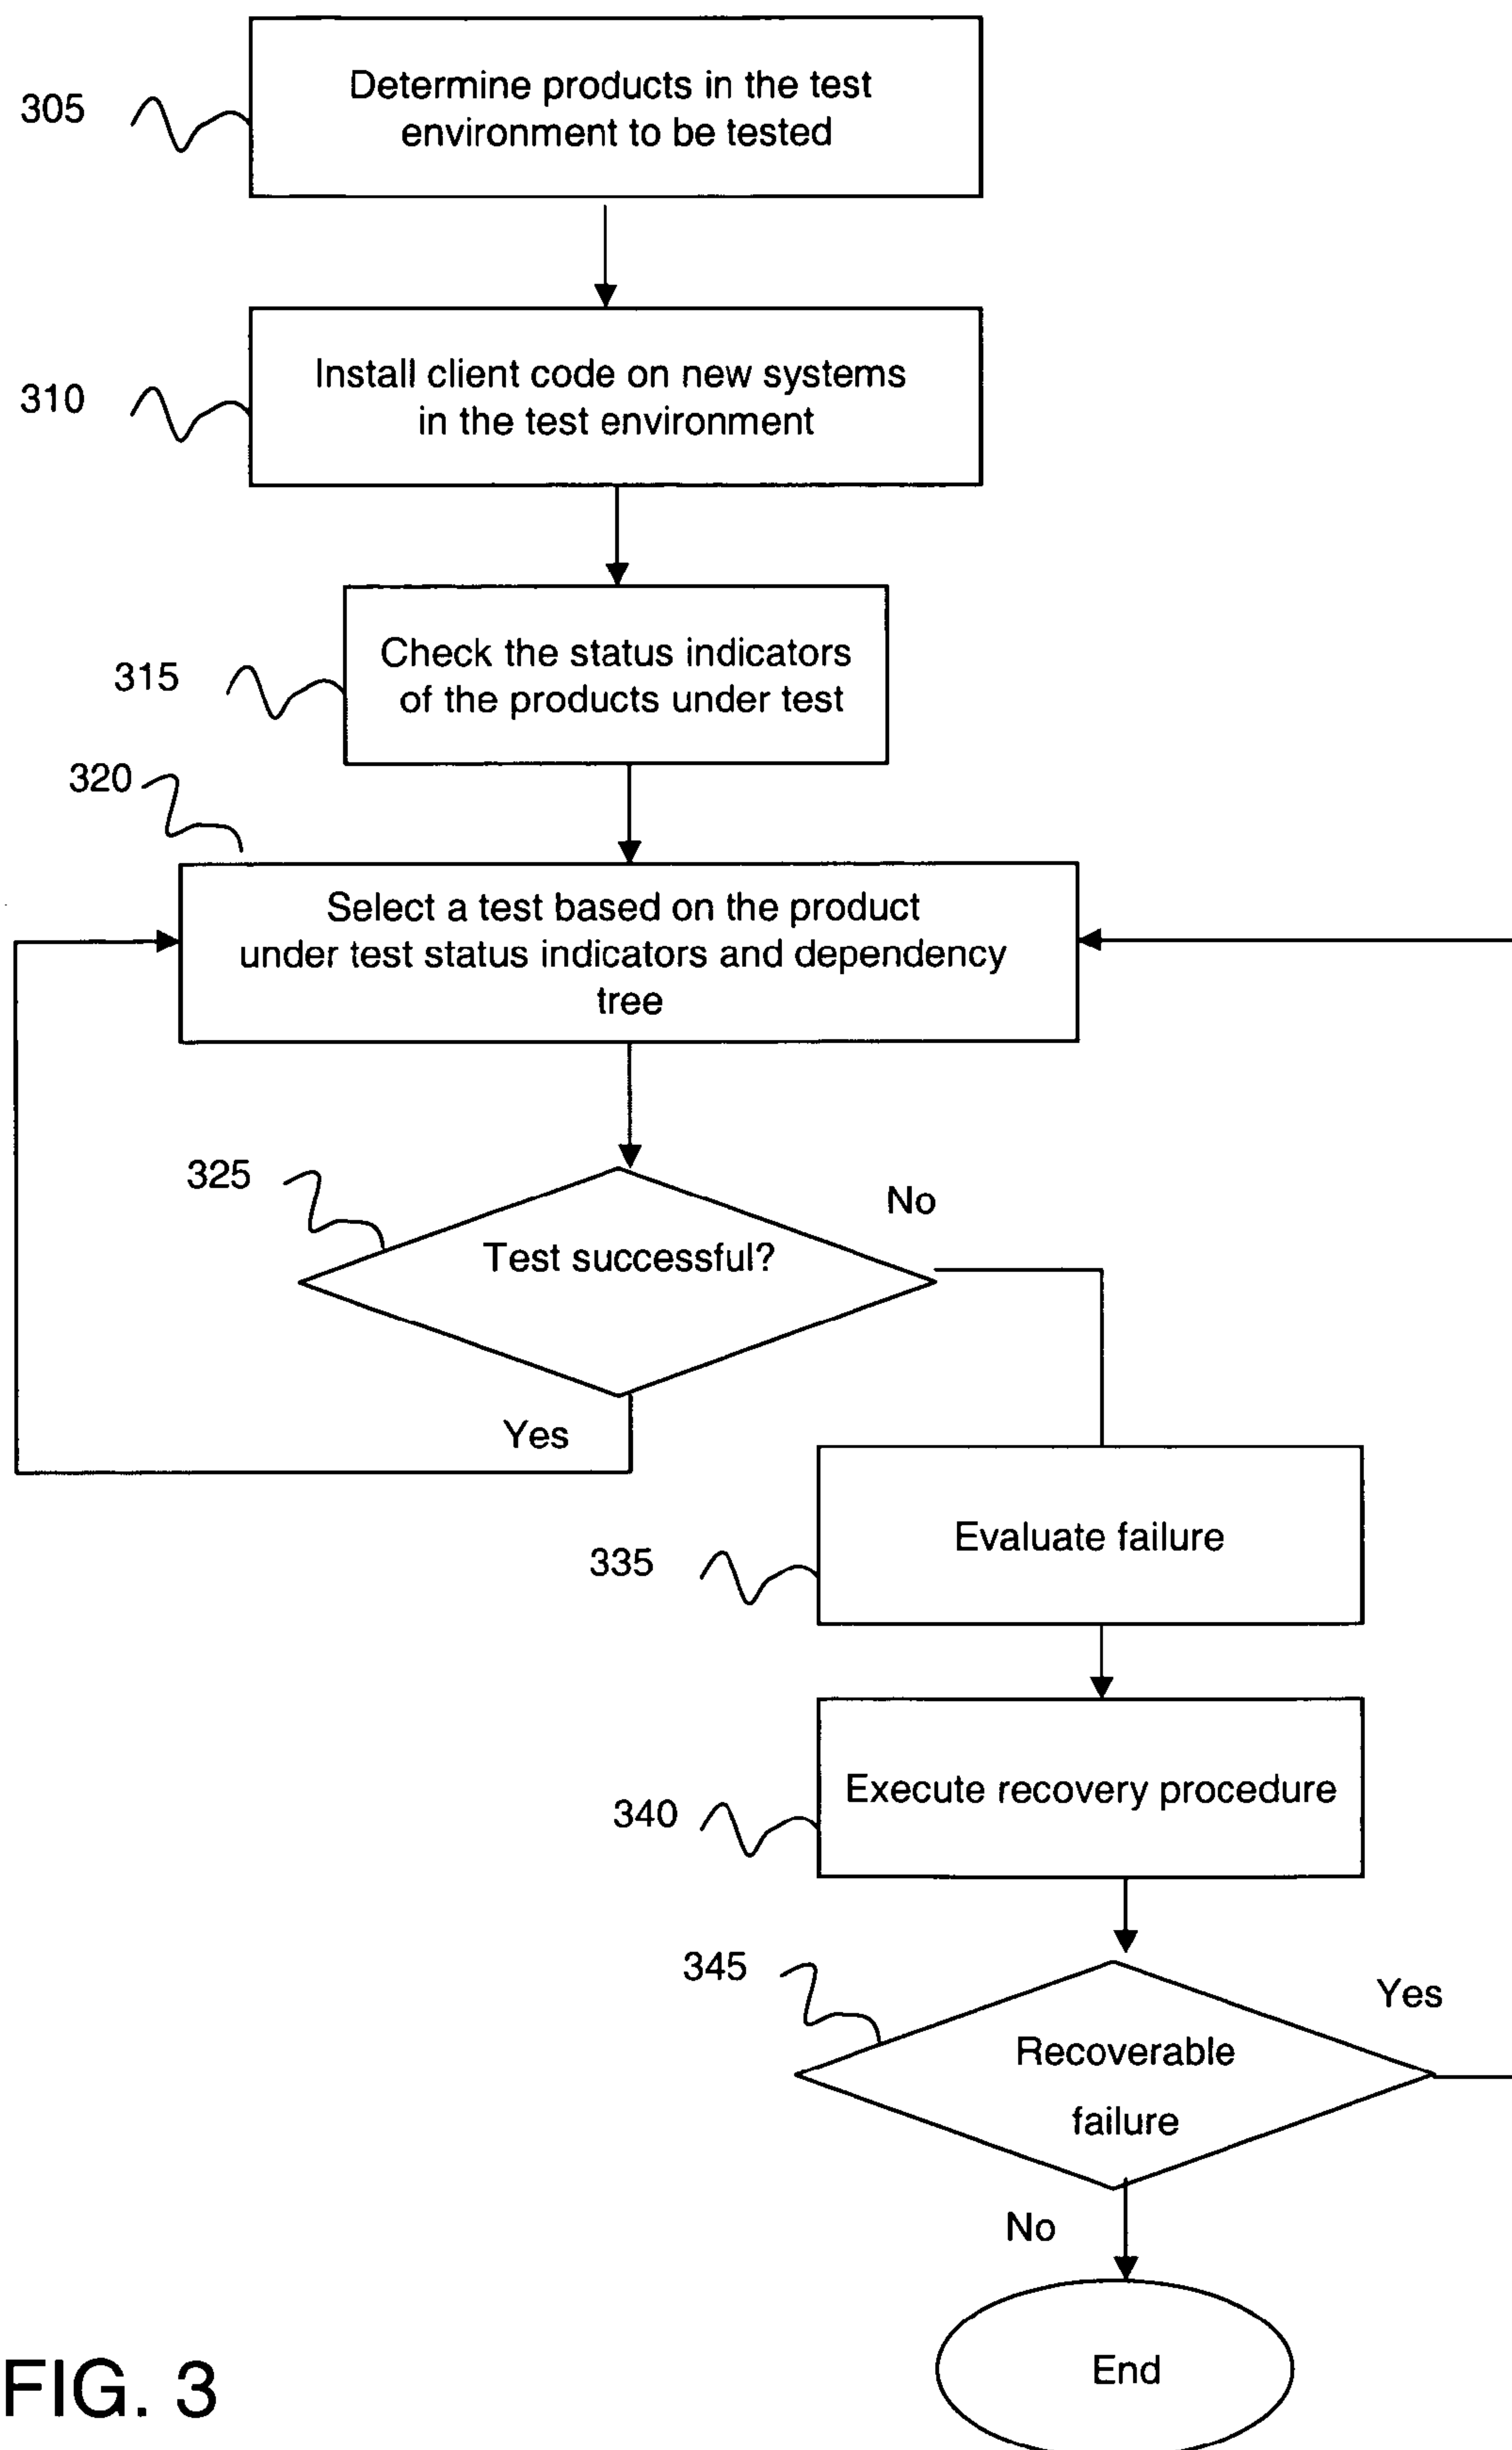 305
Determine products in the test
environment to be tested
310
Install client code on new systems
in the test environment
315
Check the status indicators
of the products under test
320
Select a test based on the product
under test status indicators and dependency
tree
325
No
Test successful?
Yes
335
Evaluate failure
340
Execute recovery procedure
345
Yes
Recoverable
failure
No
End
FIG. 3